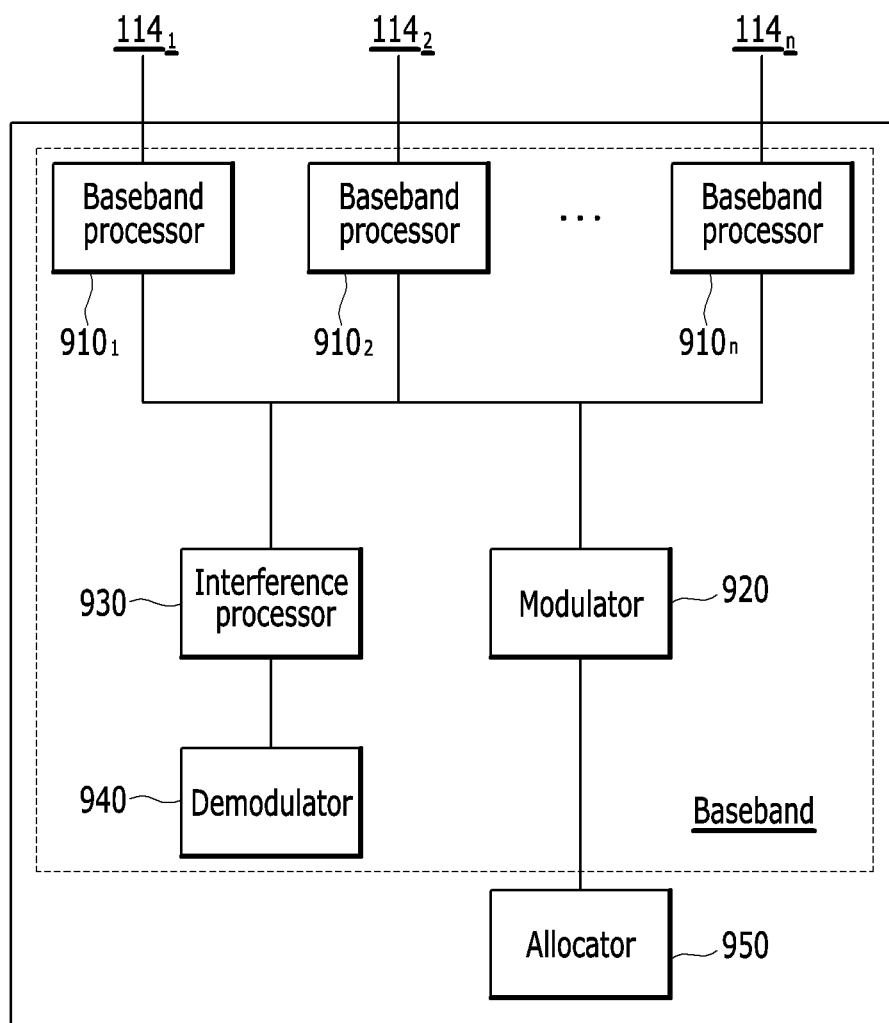 114₁ 114₂ 114ₙ
Baseband processor
Baseband processor
. . .
Baseband processor
910₁ 910₂ 910ₙ
930
Interference processor
Modulator
920
940
Demodulator
Baseband
Allocator
950